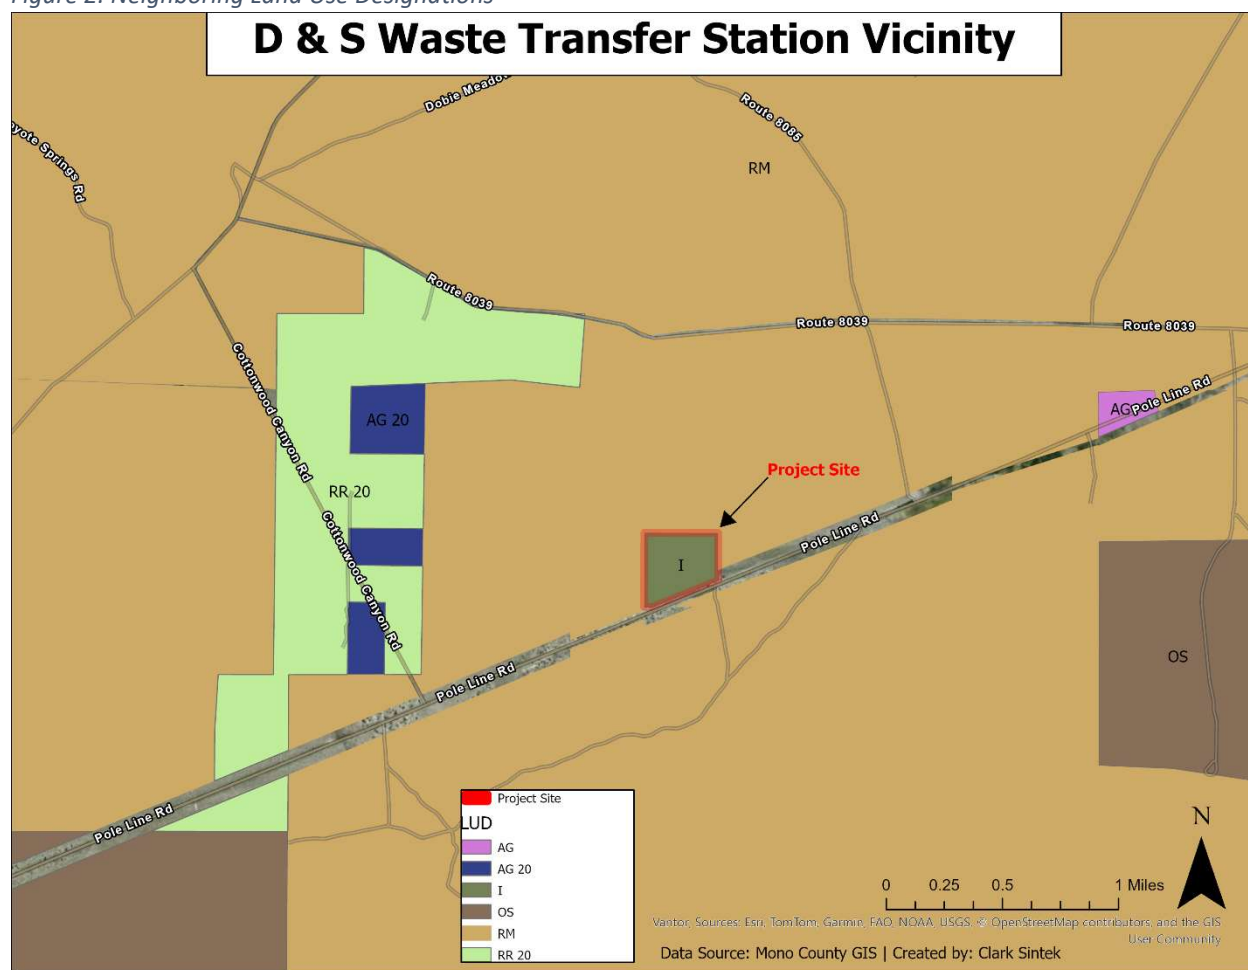 Figure 2: Neighboring Land Use Designations
D & S Waste Transfer Station Vicinity
Dobie Meadow
Route 8085
oyote Springs Rd
RM
Route 8039
Route 8039
Route 8039
Cottonwood Canyon Rd
AG 20
AG
Pole Line Rd
Project Site
RR 20
Cottonwood Canyon Rd
Pole Line Rd
I
OS
Pole Line Rd
Pole Line Rd
Project Site
LUD
AG
AG 20
I
OS
RM
RR 20
N
0 0.25 0.5 1 Miles
Vantor, Sources: Esri, TomTom, Garmin, FAO, NOAA, USGS, © OpenStreetMap contributors, and the GIS
User Community
Data Source: Mono County GIS | Created by: Clark Sintek